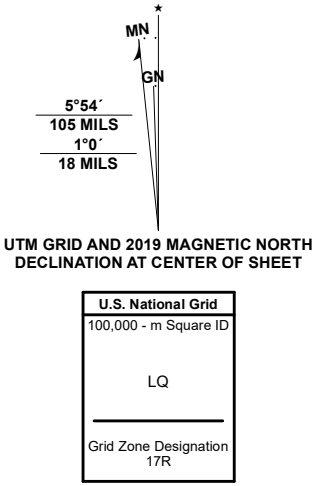 MN
GN
5°54´
105 MILS
1°0´
18 MILS
UTM GRID AND 2019 MAGNETIC NORTH
DECLINATION AT CENTER OF SHEET
U.S. National Grid
100,000 - m Square ID
LQ
Grid Zone Designation
17R